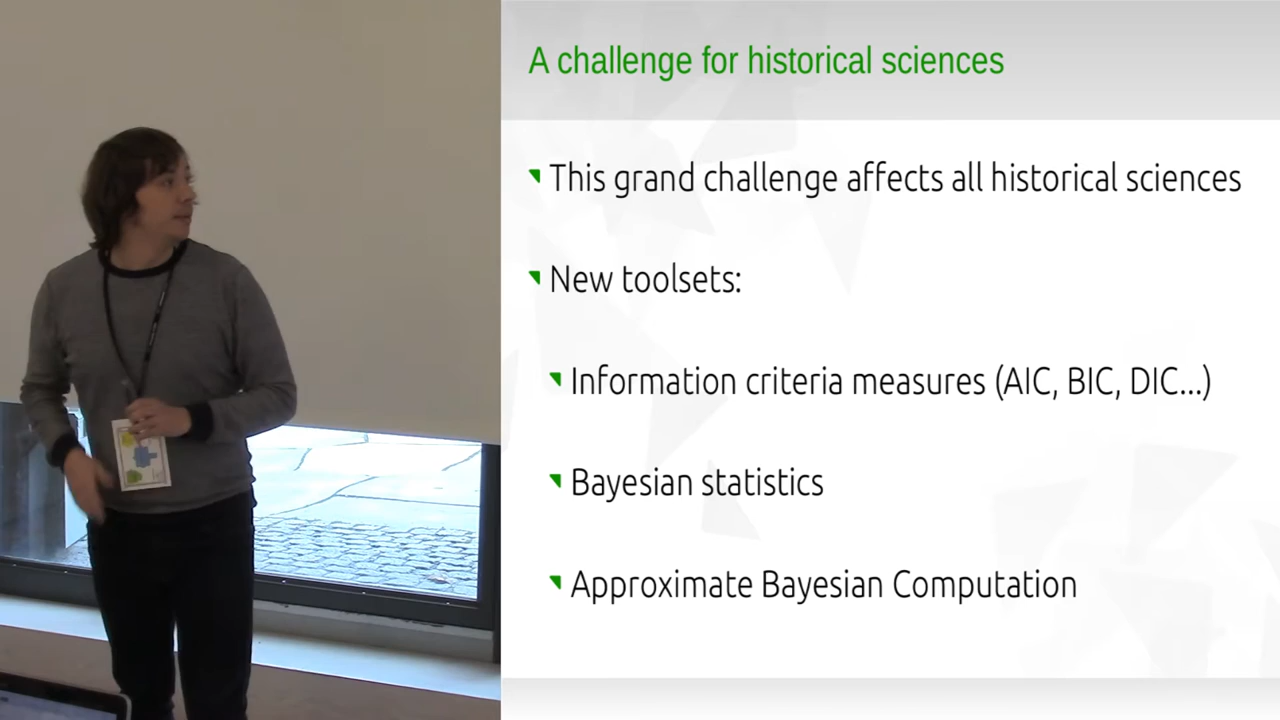 A challenge for historical sciences
This grand challenge affects all historical sciences
New toolsets:
Information criteria measures (AIC, BIC, DIC...)
Bayesian statistics
Approximate Bayesian Computation